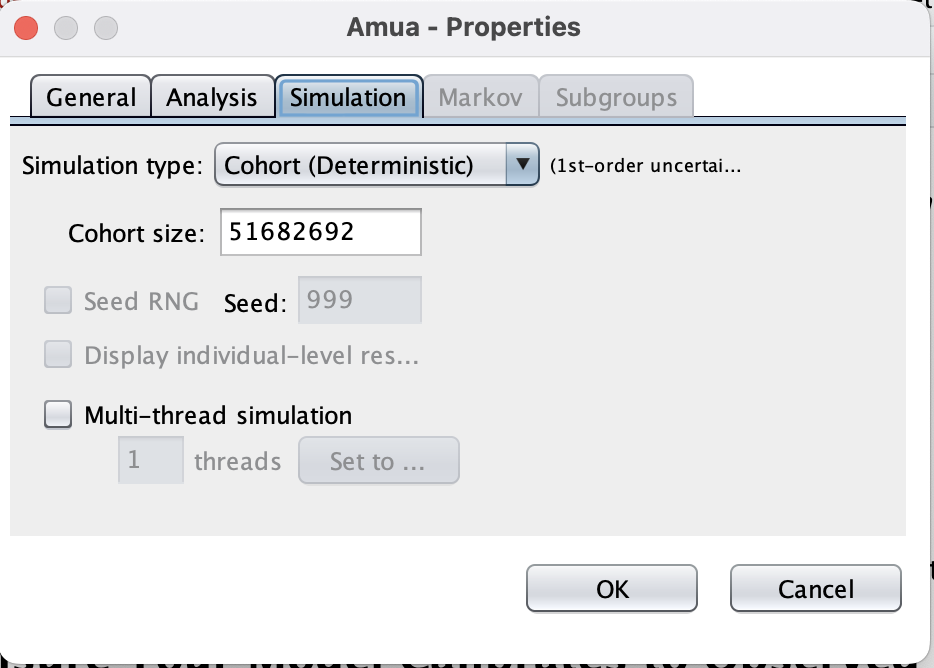 Amua - Properties
General Analysis Simulation Markov Subgroups
Simulation type: Cohort (Deterministic) (1st-order uncertai...
Cohort size: 51682692
Seed RNG Seed: 999
Display individual-level res...
Multi-thread simulation
1 threads Set to ...
OK Cancel